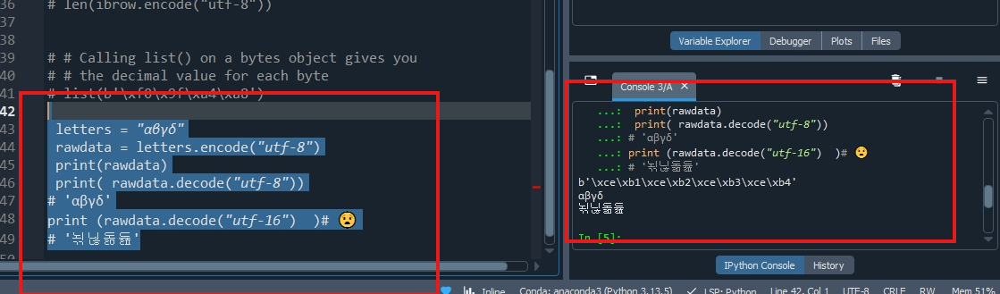 36 # len(ibrow.encode("utf-8"))
37
38
39 # # Calling list() on a bytes object gives you
40 # # the decimal value for each byte
41 # list(b'\xf0\x9f\xa4\xa8')
42
43 letters = "αβγδ"
44 rawdata = letters.encode("utf-8")
45 print(rawdata)
46 print( rawdata.decode("utf-8"))
47 # 'αβγδ'
48 print (rawdata.decode("utf-16")  )# 😧
49 # '뇎닎돎듎'
50
Variable Explorer Debugger Plots Files
Console 3/A ×
...:  print(rawdata)
...:  print( rawdata.decode("utf-8"))
...: # 'αβγδ'
...: print (rawdata.decode("utf-16")  )# 😧
...: # '뇎닎돎듎'
b'\xce\xb1\xce\xb2\xce\xb3\xce\xb4'
αβγδ
뇎닎돎듎
In [5]:
IPython Console History
Inline Conda: anaconda3 (Python 3.13.5) ✓ LSP: Python Line 42, Col 1 UTF-8 CRLF RW Mem 51%